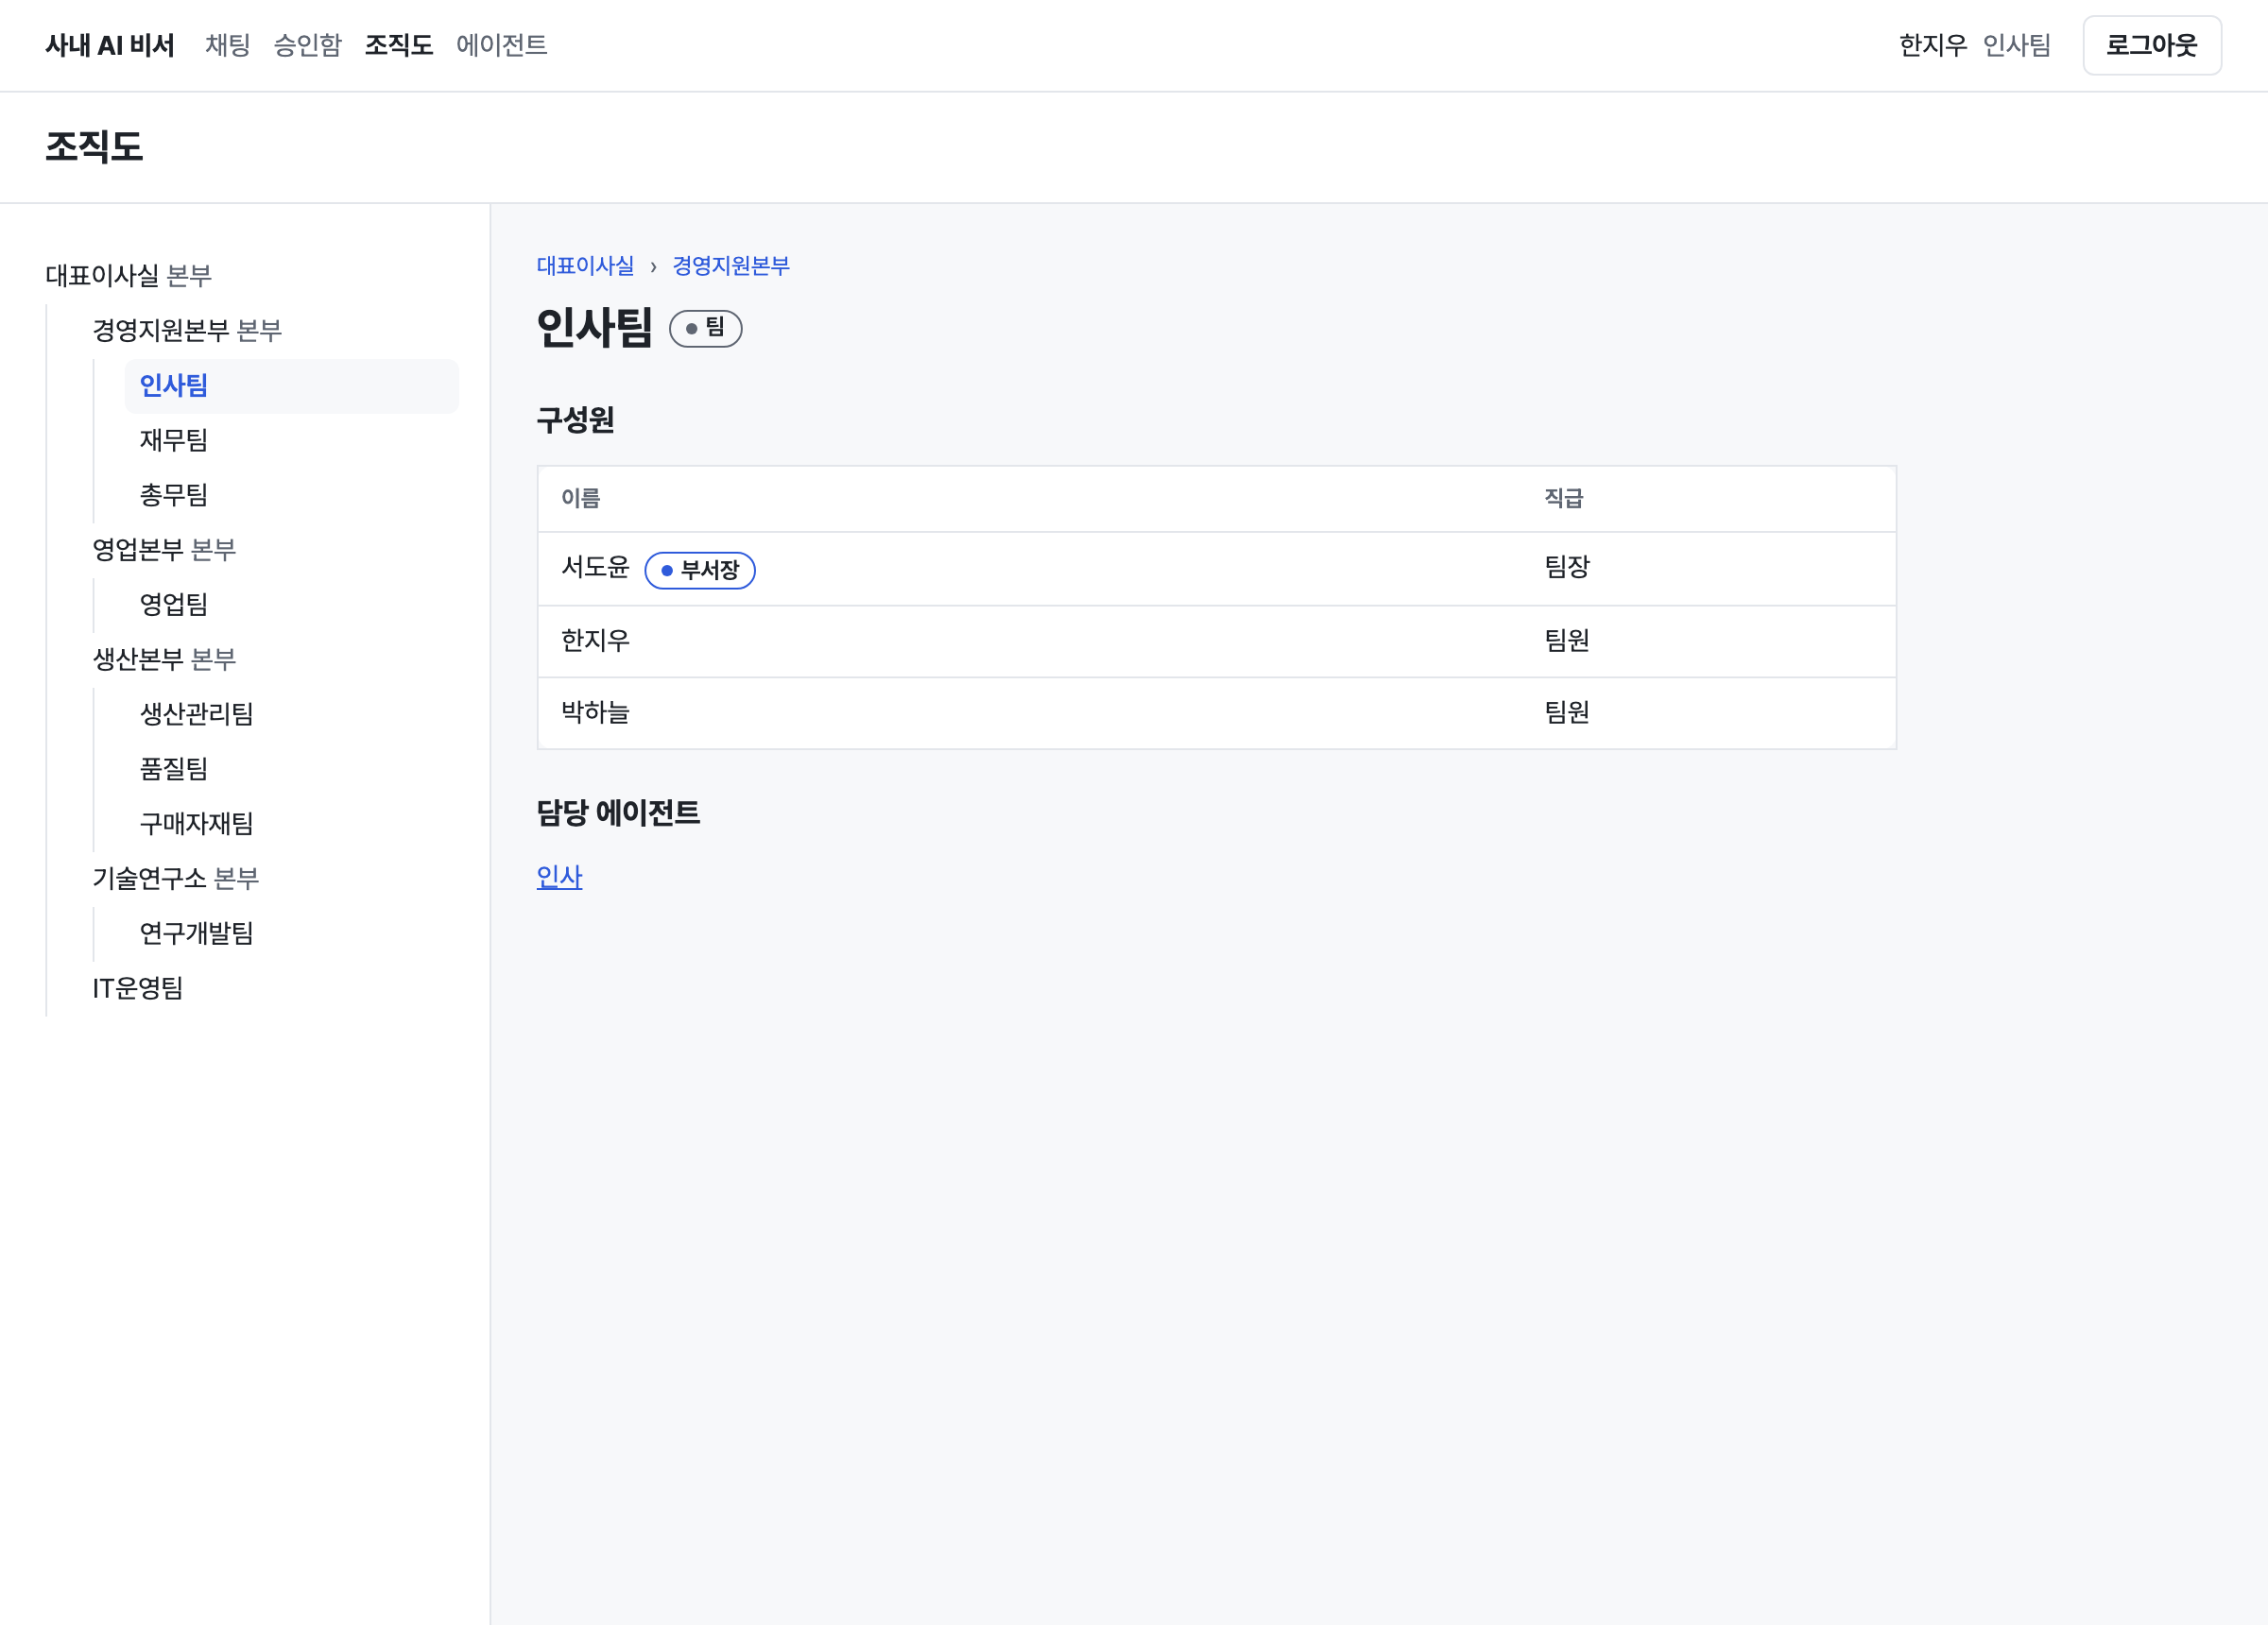 사내 AI 비서 채팅 승인함 조직도 에이전트 한지우 인사팀 로그아웃
조직도
대표이사실 본부
경영지원본부 본부
인사팀
재무팀
총무팀
영업본부 본부
영업팀
생산본부 본부
생산관리팀
품질팀
구매자재팀
기술연구소 본부
연구개발팀
IT운영팀
대표이사실 › 경영지원본부
인사팀 팀
구성원
이름 직급
서도윤 부서장 팀장
한지우 팀원
박하늘 팀원
담당 에이전트
인사